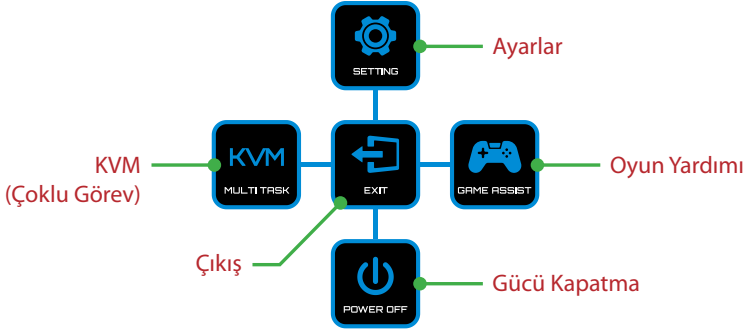 SETTING
Ayarlar
KVM
MULTI TASK
EXIT
GAME ASSIST
KVM
(Çoklu Görev)
Oyun Yardımı
Çıkış
POWER OFF
Gücü Kapatma